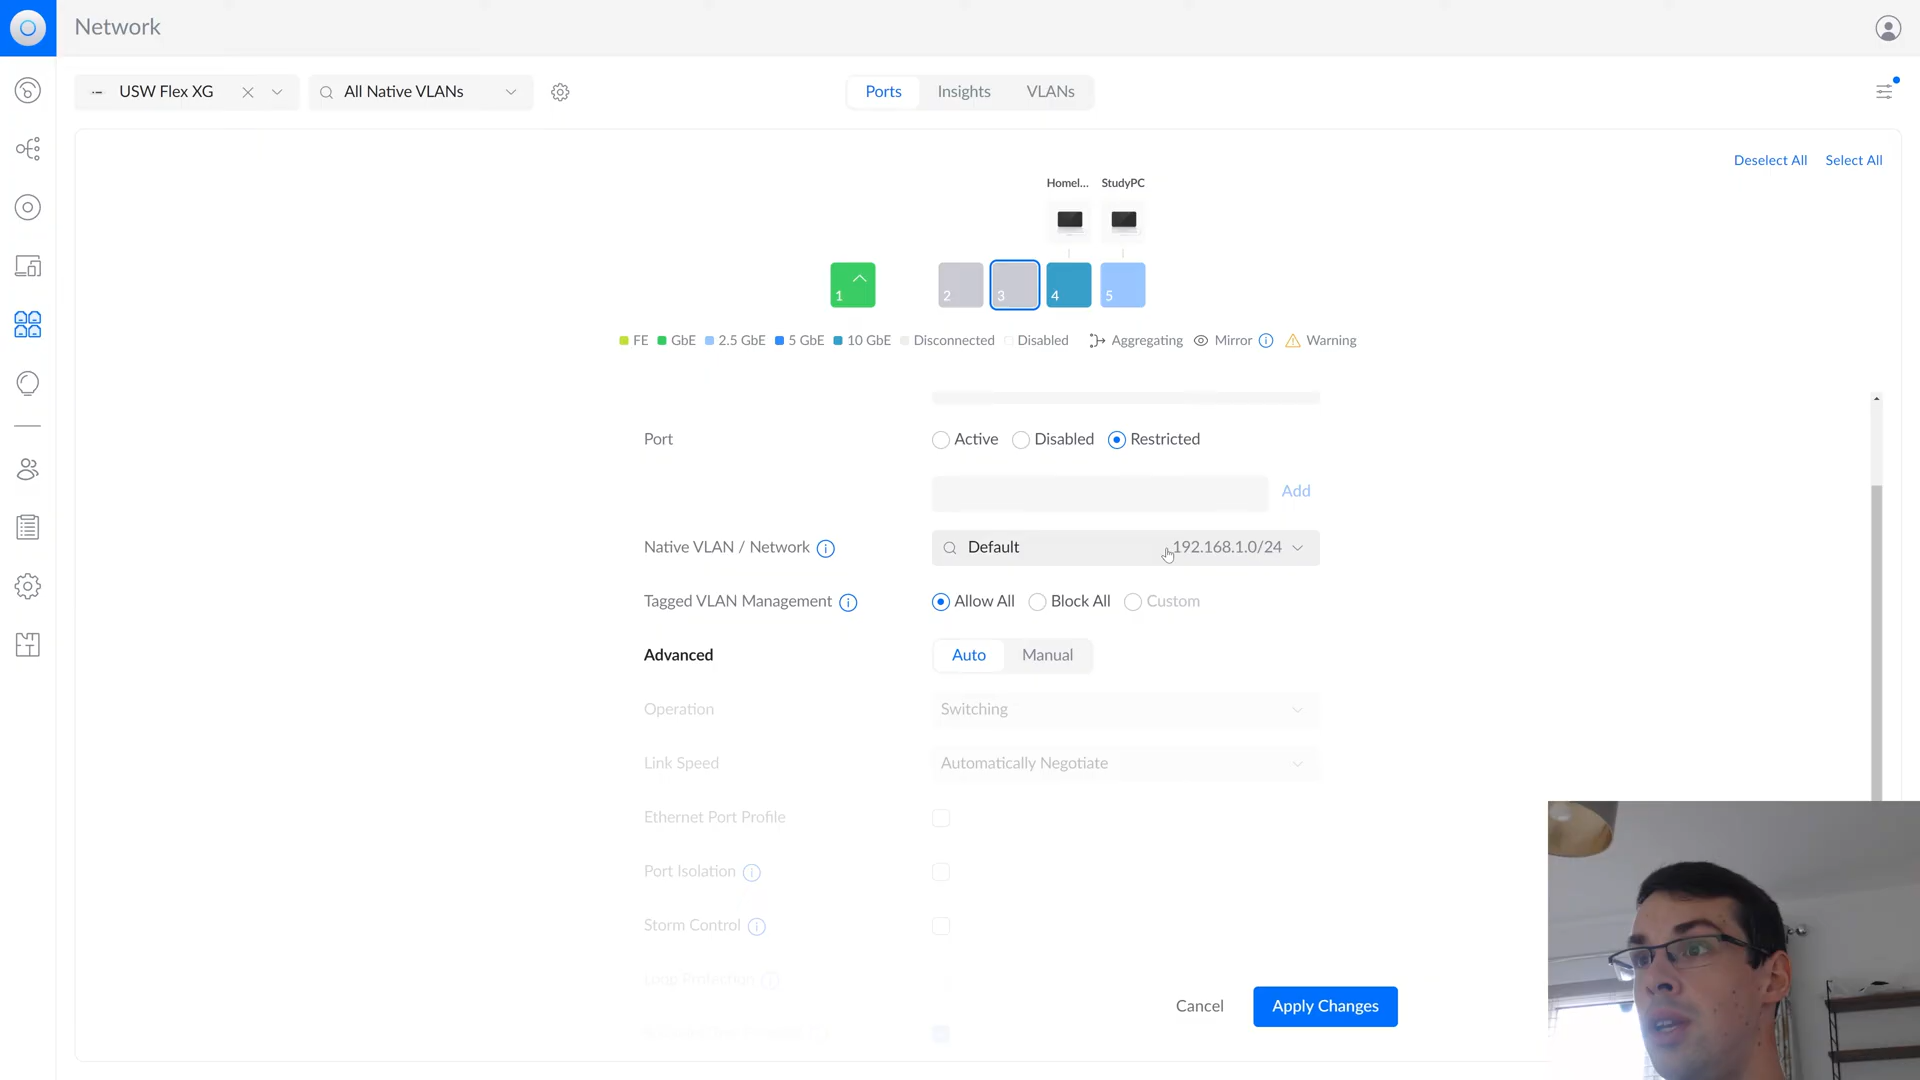 Network
USW Flex XG
All Native VLANs
Ports Insights VLANs
Deselect All Select All
Homel... StudyPC
1 2 3 4 5
FE GbE 2.5 GbE 5 GbE 10 GbE Disconnected Disabled Aggregating Mirror Warning
Port Active Disabled Restricted
Add
Native VLAN / Network Default 192.168.1.0/24
Tagged VLAN Management Allow All Block All Custom
Advanced Auto Manual
Operation Switching
Link Speed Automatically Negotiate
Ethernet Port Profile
Port Isolation
Storm Control
Loop Protection
Cancel Apply Changes